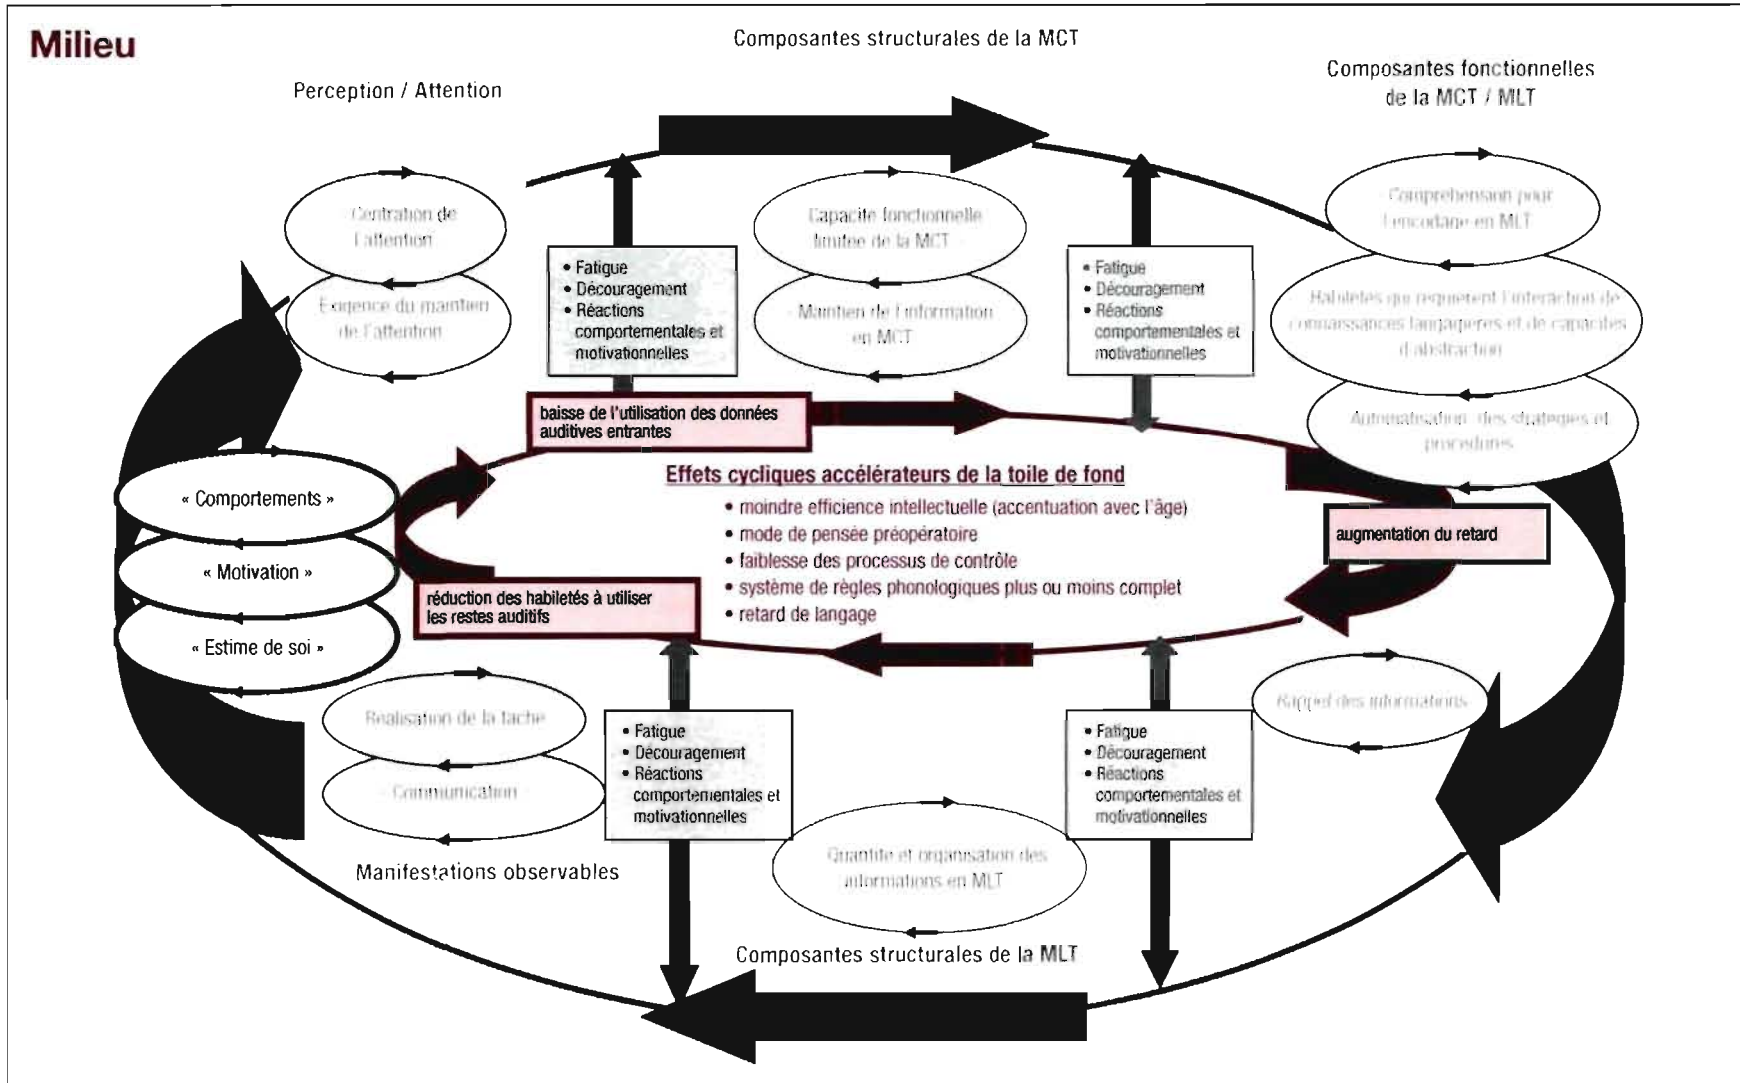 Milieu
Composantes structurales de la MCT
Composantes fonctionnelles
de la MCT / MLT
Perception / Attention
Centration de
l'attention
Exigence du maintien
de l'attention
• Fatigue
• Découragement
• Réactions
comportementales et
motivationnelles
Capacité fonctionnelle
limitée de la MCT
Maintien de l'information
en MCT
• Fatigue
• Découragement
• Réactions
comportementales et
motivationnelles
Compréhension pour
l'encodage en MLT
Habiletés qui requièrent l'interaction de
connaissances langagières et de capacités
d'abstraction
Automatisation des stratégies et
procédures
baisse de l'utilisation des données
auditives entrantes
Effets cycliques accélérateurs de la toile de fond
• moindre efficience intellectuelle (accentuation avec l'âge)
• mode de pensée préopératoire
• faiblesse des processus de contrôle
• système de règles phonologiques plus ou moins complet
• retard de langage
augmentation du retard
« Comportements »
« Motivation »
« Estime de soi »
réduction des habiletés à utiliser
les restes auditifs
Réalisation de la tâche
Communication
Manifestations observables
• Fatigue
• Découragement
• Réactions
comportementales et
motivationnelles
Quantité et organisation des
informations en MLT
Composantes structurales de la MLT
• Fatigue
• Découragement
• Réactions
comportementales et
motivationnelles
Rappel des informations